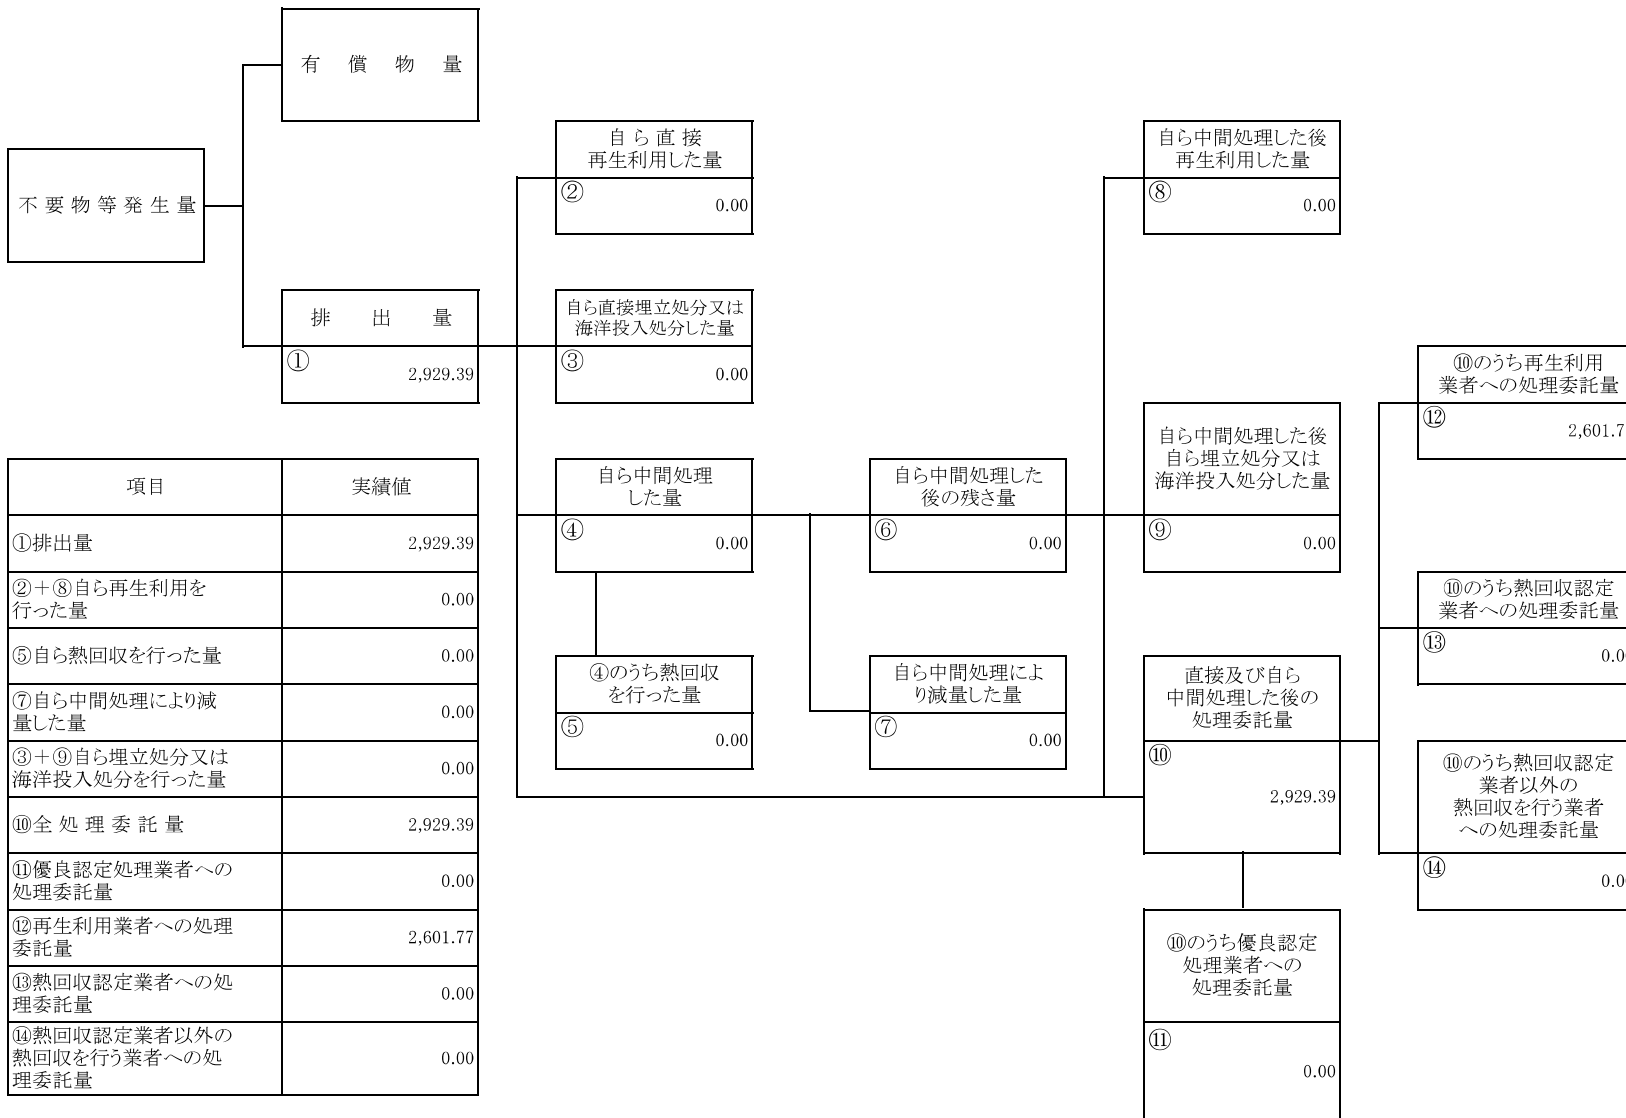 有償物量
不要物等発生量
排出量
①
2,929.39
自ら直接
再生利用した量
②
0.00
自ら直接埋立処分又は
海洋投入処分した量
③
0.00
自ら中間処理
した量
④
0.00
④のうち熱回収
を行った量
⑤
0.00
自ら中間処理した
後の残さ量
⑥
0.00
自ら中間処理によ
り減量した量
⑦
0.00
自ら中間処理した後
再生利用した量
⑧
0.00
自ら中間処理した後
自ら埋立処分又は
海洋投入処分した量
⑨
0.00
直接及び自ら
中間処理した後の
処理委託量
⑩
2,929.39
⑩のうち優良認定
処理業者への
処理委託量
⑪
0.00
⑩のうち再生利用
業者への処理委託量
⑫
2,601.7
⑩のうち熱回収認定
業者への処理委託量
⑬
0.0
⑩のうち熱回収認定
業者以外の
熱回収を行う業者
への処理委託量
⑭
0.0
項目 実績値
①排出量 2,929.39
②＋⑧自ら再生利用を
行った量 0.00
⑤自ら熱回収を行った量 0.00
⑦自ら中間処理により減
量した量 0.00
③＋⑨自ら埋立処分又は
海洋投入処分を行った量 0.00
⑩全処理委託量 2,929.39
⑪優良認定処理業者への
処理委託量 0.00
⑫再生利用業者への処理
委託量 2,601.77
⑬熱回収認定業者への処
理委託量 0.00
⑭熱回収認定業者以外の
熱回収を行う業者への処
理委託量 0.00